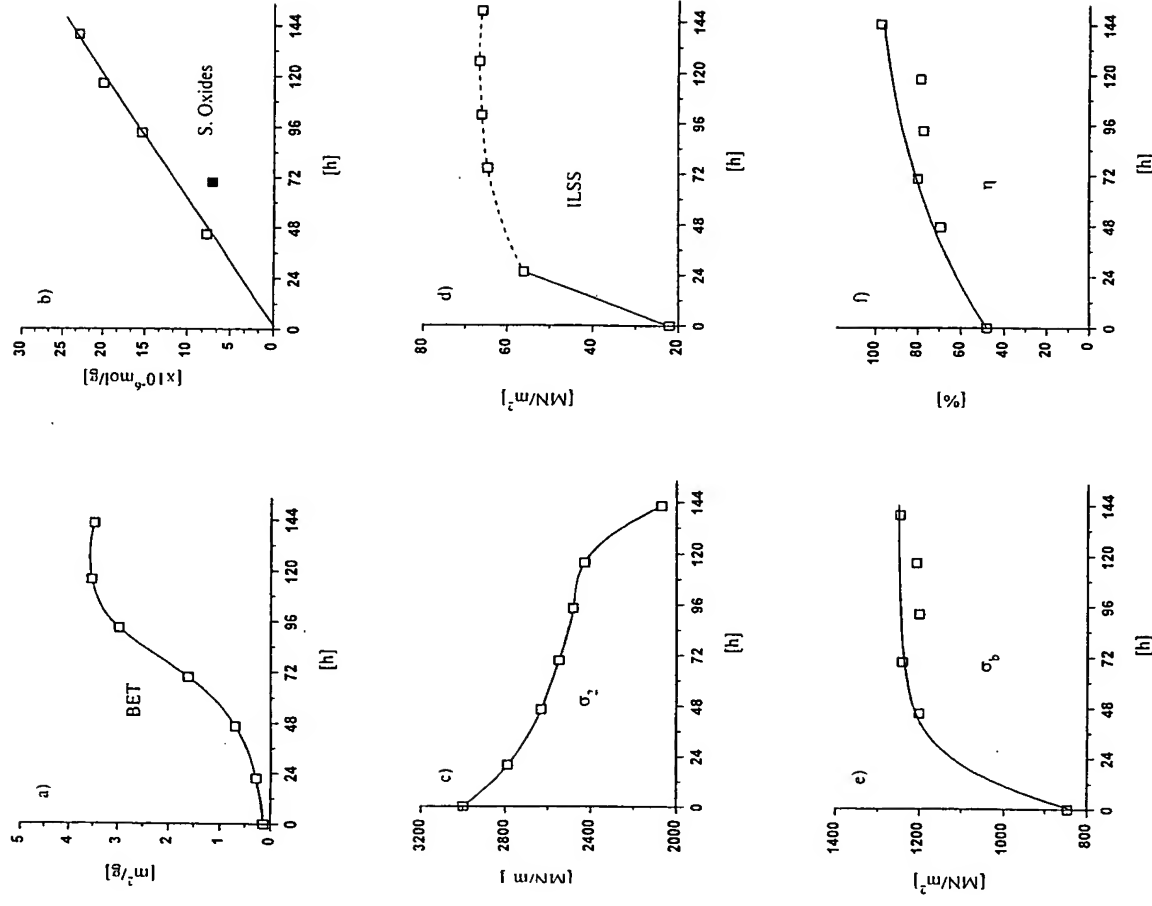 a)
5
4
3
2
1
0
[m²/g]
BET
0 24 48 72 96 120 144
[h]
b)
30
25
20
15
10
5
0
[x10⁻⁶mol/g]
S. Oxides
0 24 48 72 96 120 144
[h]
c)
3200
2800
2400
2000
[MN/m ]
0 24 48 72 96 120 144
[h]
d)
80
60
40
20
[MN/m²]
ILSS
0 24 48 72 96 120 144
[h]
e)
1400
1200
1000
800
[MN/m²]
σb
0 24 48 72 96 120 144
[h]
f)
100
80
60
40
20
0
[%]
η
0 24 48 72 96 120 144
[h]